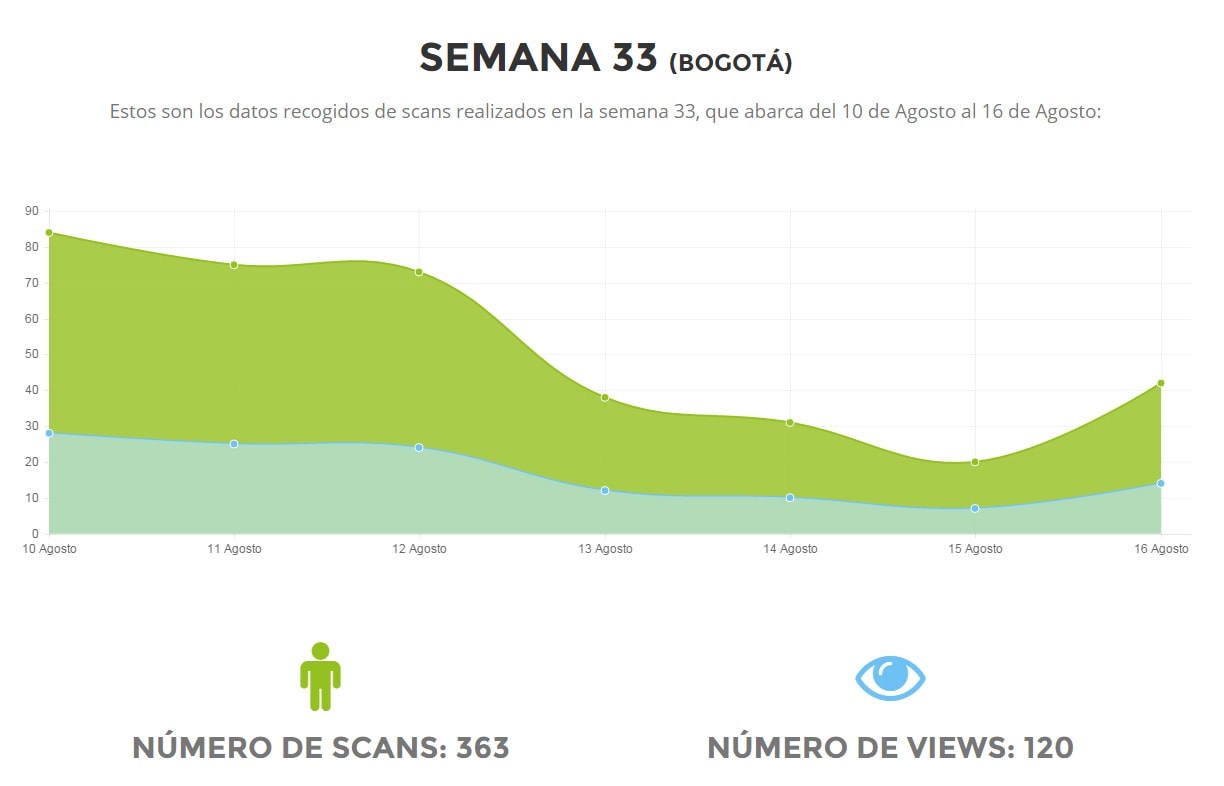 SEMANA 33 (BOGOTÁ)
Estos son los datos recogidos de scans realizados en la semana 33, que abarca del 10 de Agosto al 16 de Agosto:
90
80
70
60
50
40
30
20
10
0
10 Agosto 11 Agosto 12 Agosto 13 Agosto 14 Agosto 15 Agosto 16 Agosto
NÚMERO DE SCANS: 363 NÚMERO DE VIEWS: 120